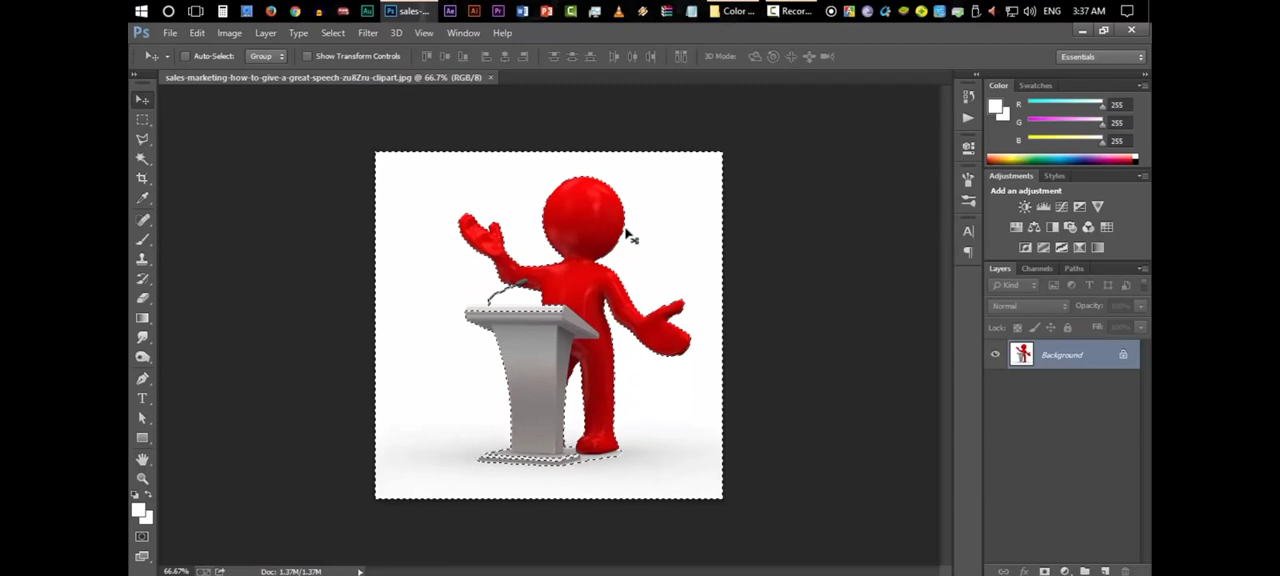 sales-...
Color ...
Recor...
ENG
3:37 AM
Ps
File Edit Image Layer Type Select Filter 3D View Window Help
Auto-Select: Group Show Transform Controls 3D Mode: Essentials
sales-marketing-how-to-give-a-great-speech-zu8Zru-clipart.jpg @ 66.7% (RGB/8) ×
Color Swatches
R 255
G 255
B 255
Adjustments Styles
Add an adjustment
Layers Channels Paths
Kind
Normal Opacity: 100%
Lock: Fill: 100%
Background
66.67% Doc: 1.37M/1.37M